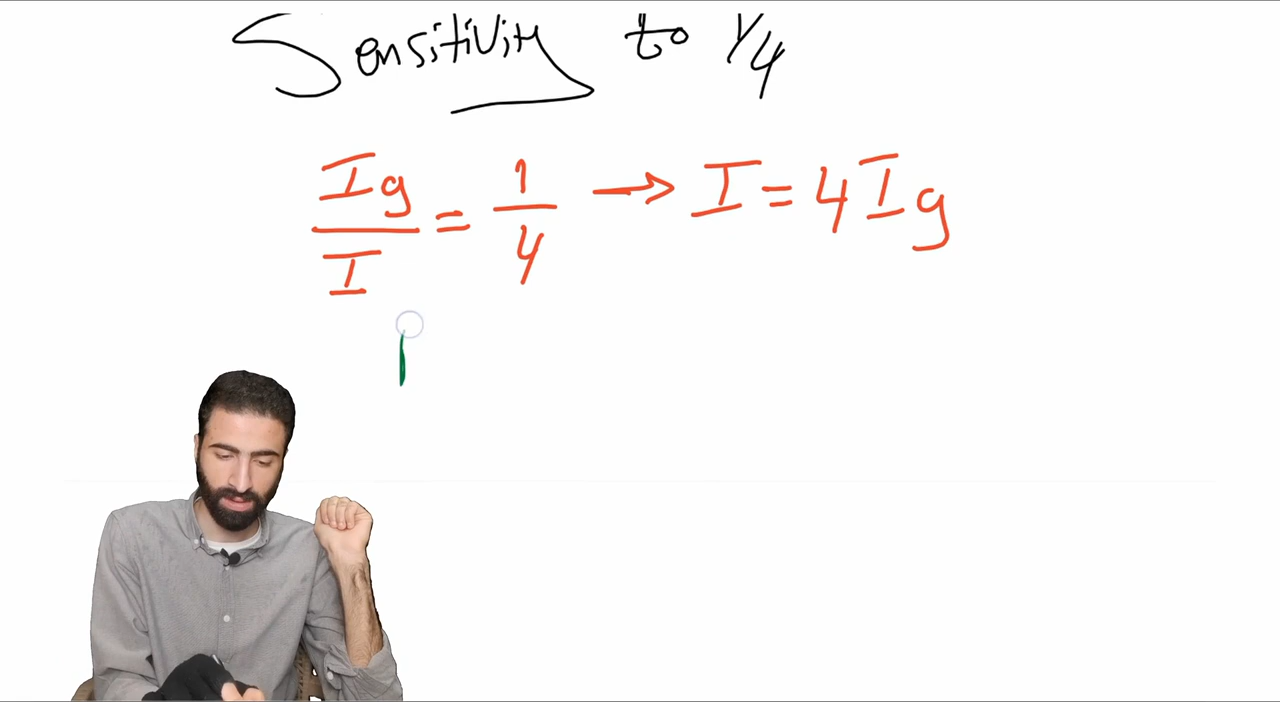 Sensitivity to 1/4
Ig/I = 1/4 → I = 4Ig